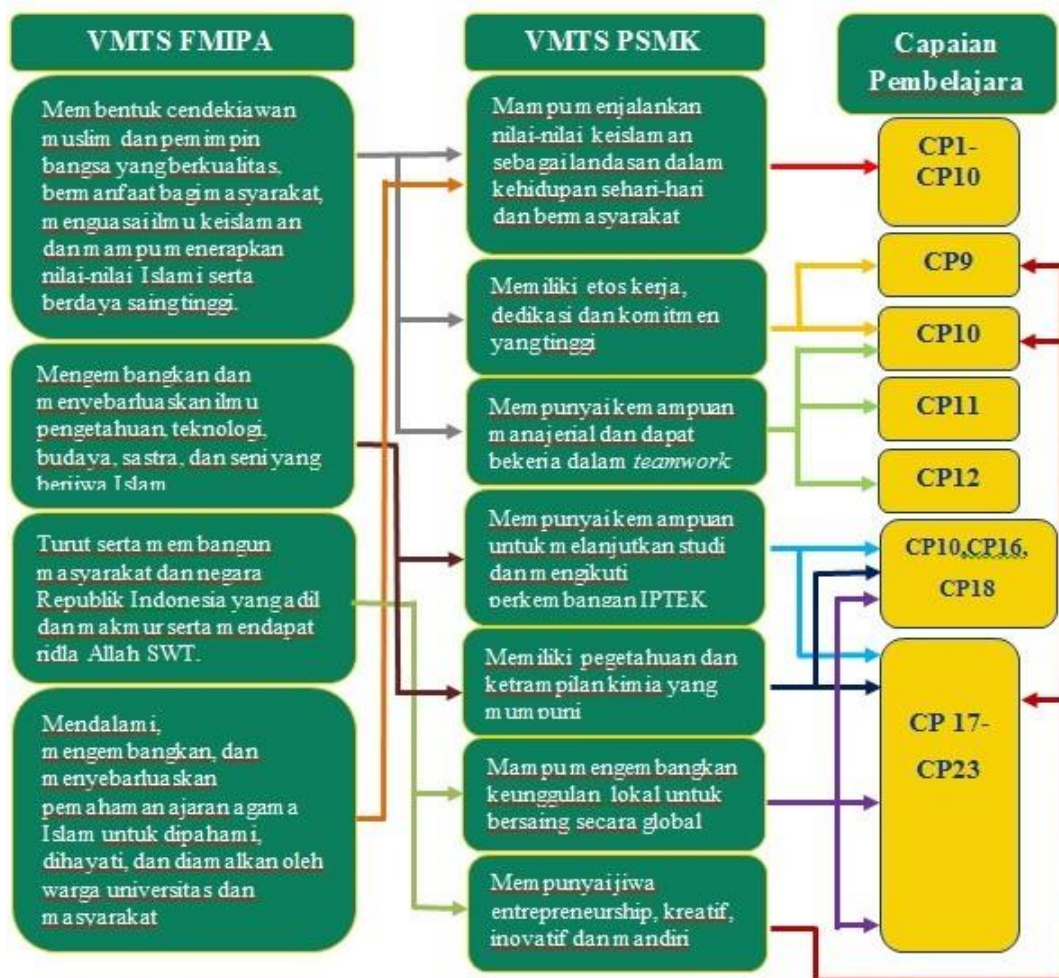 VMTS FMIPA
Membentuk cendekiawan
muslim dan pemimpin
bangsa yang berkualitas,
bermanfaat bagi masyarakat,
menguasai ilmu keislaman
dan mampu menerapkan
nilai-nilai Islami serta
berdaya saing tinggi.
Mengembangkan dan
menyebarluaskan ilmu
pengetahuan, teknologi,
budaya, sastra, dan seni yang
berjiwa Islam
Turut serta membangun
masyarakat dan negara
Republik Indonesia yang adil
dan makmur serta mendapat
ridla Allah SWT.
Mendalami,
mengembangkan, dan
menyebarluaskan
pemahaman ajaran agama
Islam untuk dipahami,
dihayati, dan diamalkan oleh
warga universitas dan
masyarakat
VMTS PSMK
Mampu menjalankan
nilai-nilai keislaman
sebagai landasan dalam
kehidupan sehari-hari
dan bermasyarakat
Memiliki etos kerja,
dedikasi dan komitmen
yang tinggi
Mempunyai kemampuan
manajerial dan dapat
bekerja dalam teamwork
Mempunyai kemampuan
untuk melanjutkan studi
dan mengikuti
perkembangan IPTEK
Memiliki pegetahuan dan
ketrampilan kimia yang
mumpuni
Mampu mengembangkan
keunggulan lokal untuk
bersaing secara global
Mempunyai jiwa
entrepreneurship, kreatif,
inovatif dan mandiri
Capaian
Pembelajara
CP1-
CP10
CP9
CP10
CP11
CP12
CP10,CP16,
CP18
CP 17-
CP23